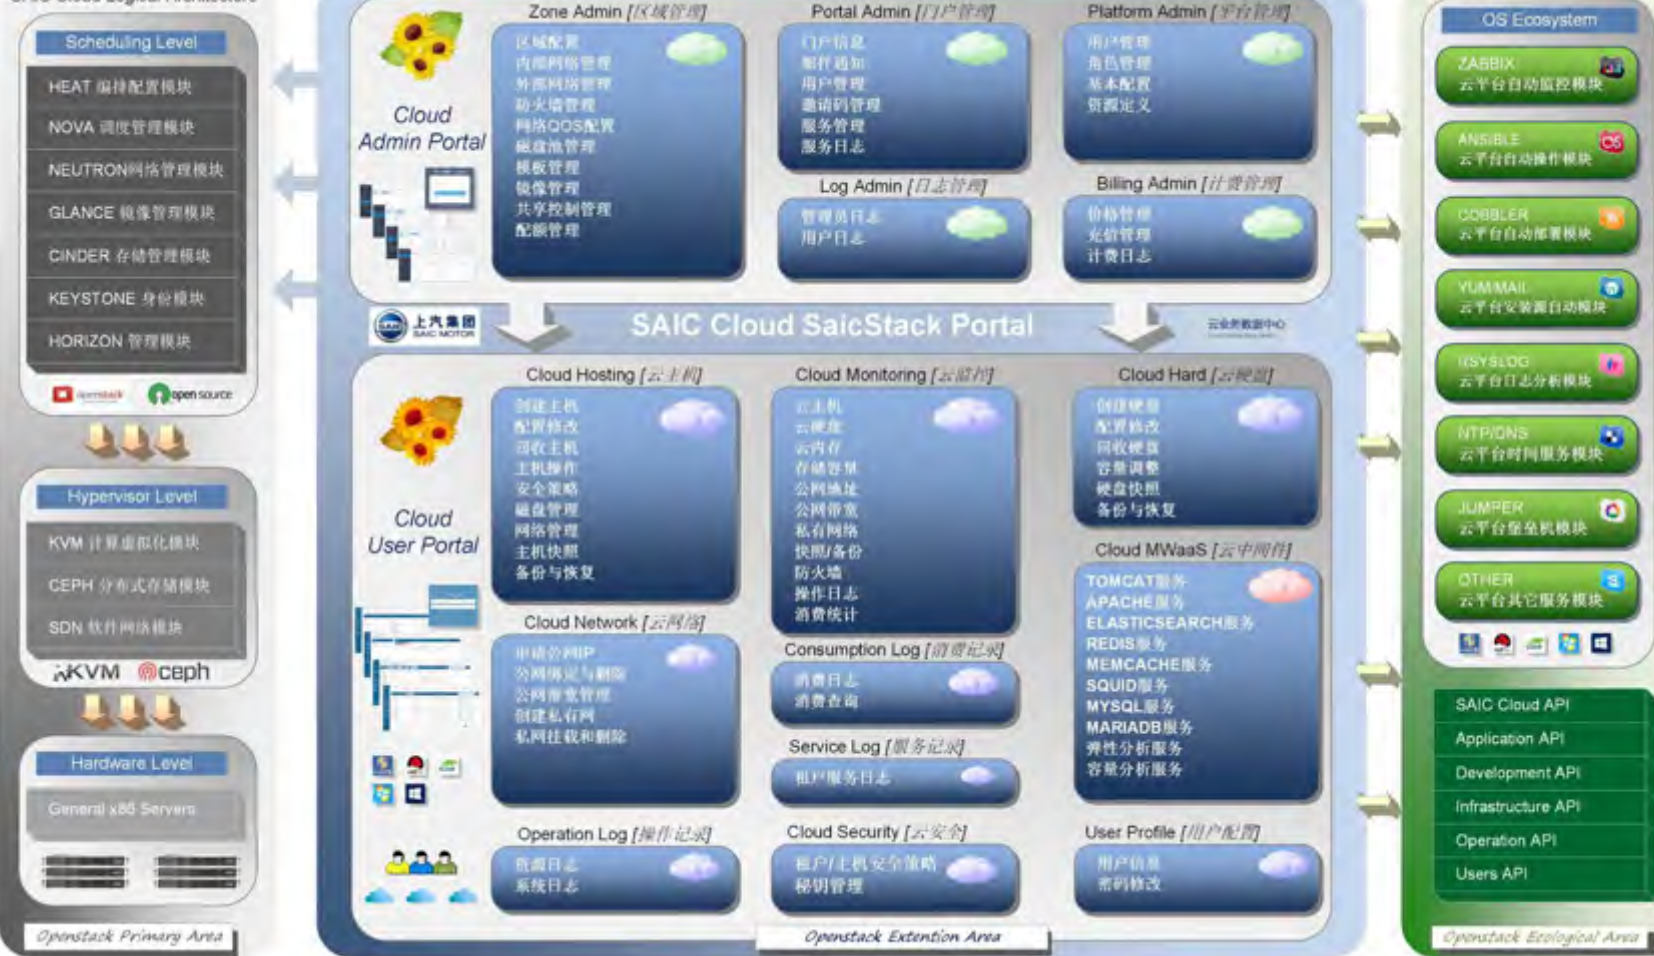 SAIC Cloud Logical Architecture
Scheduling Level
HEAT 编排配置模块
NOVA 调度管理模块
NEUTRON网络管理模块
GLANCE 镜像管理模块
CINDER 存储管理模块
KEYSTONE 身份模块
HORIZON 管理模块
openstack
open source
Hypervisor Level
KVM 计算虚拟化模块
CEPH 分布式存储模块
SDN 软件网络模块
KVM
ceph
Hardware Level
General x86 Servers
Openstack Primary Area
Cloud
Admin Portal
Zone Admin [区域管理]
区域配置
内部网络管理
外部网络管理
防火墙管理
网络QOS配置
磁盘池管理
模板管理
镜像管理
共享控制管理
配额管理
Portal Admin [门户管理]
门户信息
邮件通知
用户管理
邀请码管理
服务管理
服务日志
Platform Admin [平台管理]
用户管理
角色管理
基本配置
资源定义
Log Admin [日志管理]
管理员日志
用户日志
Billing Admin [计费管理]
价格管理
充值管理
计费日志
SAIC
上汽集团
SAIC MOTOR
SAIC Cloud SaicStack Portal
云业务数据中心
Cloud
User Portal
Cloud Hosting [云主机]
创建主机
配置修改
回收主机
主机操作
安全策略
磁盘管理
网络管理
主机快照
备份与恢复
Cloud Monitoring [云监控]
云主机
云硬盘
云内存
存储容量
公网地址
公网带宽
私有网络
快照/备份
防火墙
操作日志
消费统计
Cloud Hard [云硬盘]
创建硬盘
配置修改
回收硬盘
容量调整
硬盘快照
备份与恢复
Cloud Network [云网络]
申请公网IP
公网绑定与删除
公网带宽管理
创建私有网
私网挂载和删除
Consumption Log [消费记录]
消费日志
消费查询
Service Log [服务记录]
租户服务日志
Cloud MWaaS [云中间件]
TOMCAT服务
APACHE服务
ELASTICSEARCH服务
REDIS服务
MEMCACHE服务
SQUID服务
MYSQL服务
MARIADB服务
弹性分析服务
容量分析服务
Operation Log [操作记录]
资源日志
系统日志
Cloud Security [云安全]
租户/主机安全策略
秘钥管理
User Profile [用户配置]
用户信息
密码修改
Openstack Extention Area
OS Ecosystem
ZABBIX
云平台自动监控模块
ANSIBLE
云平台自动操作模块
COBBLER
云平台自动部署模块
YUM/MAIL
云平台安装源自动模块
RSYSLOG
云平台日志分析模块
NTP/DNS
云平台时间服务模块
JUMPER
云平台堡垒机模块
OTHER
云平台其它服务模块
SAIC Cloud API
Application API
Development API
Infrastructure API
Operation API
Users API
Openstack Ecological Area